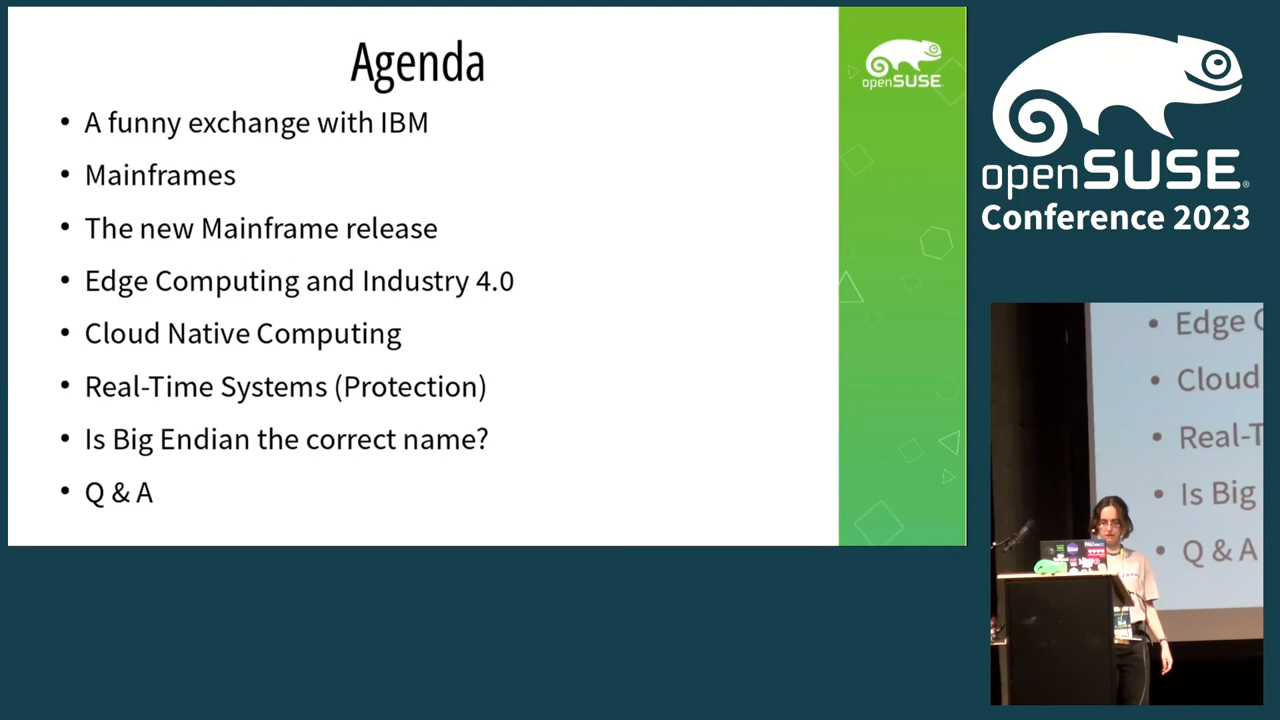 Agenda
• A funny exchange with IBM
• Mainframes
• The new Mainframe release
• Edge Computing and Industry 4.0
• Cloud Native Computing
• Real-Time Systems (Protection)
• Is Big Endian the correct name?
• Q & A
openSUSE
openSUSE®
Conference 2023
• Edge
• Cloud
• Real-T
• Is Big
• Q & A